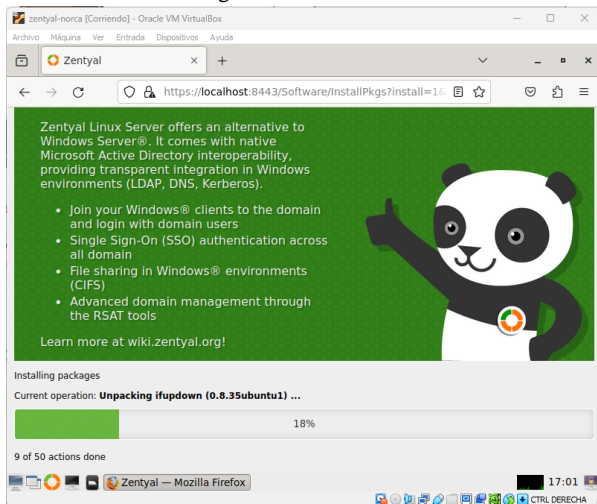 zentyal-norca [Corriendo] - Oracle VM VirtualBox
Archivo Máquina Ver Entrada Dispositivos Ayuda
Zentyal
https://localhost:8443/Software/InstallPkgs?install=1&
Zentyal Linux Server offers an alternative to
Windows Server®. It comes with native
Microsoft Active Directory interoperability,
providing transparent integration in Windows
environments (LDAP, DNS, Kerberos).
• Join your Windows® clients to the domain
and login with domain users
• Single Sign-On (SSO) authentication across
all domain
• File sharing in Windows® environments
(CIFS)
• Advanced domain management through
the RSAT tools
Learn more at wiki.zentyal.org!
Installing packages
Current operation: Unpacking ifupdown (0.8.35ubuntu1) ...
18%
9 of 50 actions done
Zentyal — Mozilla Firefox
17:01
CTRL DERECHA